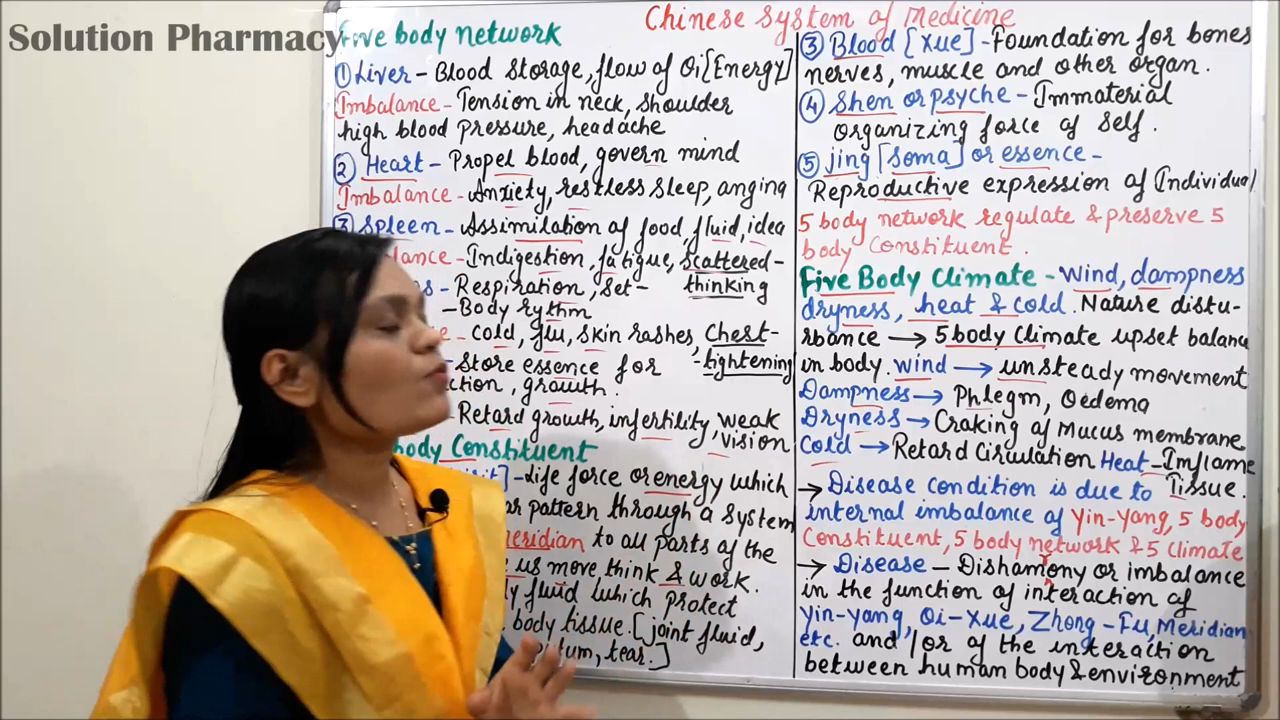 Solution Pharmacy
Chinese System of Medicine
Five body network
① Liver - Blood storage, flow of Qi [Energy]
Imbalance - Tension in neck, shoulder
high blood pressure, headache
② Heart - Propel blood, govern mind
Imbalance - Anxiety, restless sleep, angina
③ Spleen - Assimilation of food, fluid, idea
lance - Indigestion, fatigue, scattered-
thinking
s - Respiration, Set-
-Body rythm
e - Cold, flu, skin rashes, Chest-
-tightening
- Store essence for
ction, growth.
- Retard growth, infertility, weak
vision
body Constituent
irit] - Life force or energy which
ar pattern through a system
meridian to all parts of the
us move think & work.
y fluid which protect
body tissue. [joint fluid,
tum, tear.]
③ Blood [Xue] - Foundation for bones
nerves, muscle and other organ.
④ Shen or psyche - Immaterial
organizing force of self.
⑤ jing [soma] or essence -
Reproductive expression of Individual
5 body network regulate & preserve 5
body Constituent.
Five Body Climate - Wind, dampness
dryness, heat & cold. Nature distu-
rbance → 5 body Climate upset balance
in body. wind → unsteady movement
Dampness → Phlegm, Oedema
Dryness → Craking of Mucus membrane
Cold → Retard Circulation Heat - Imflame
Tissue.
→ Disease condition is due to
internal imbalance of Yin-Yang, 5 body
Constituent, 5 body network & 5 climate
→ Disease - Dishamony or imbalance
in the function of interaction of
Yin-yang, Qi-Xue, Zhong-Fu, Meridian
etc. and /or of the interaction
between human body & environment